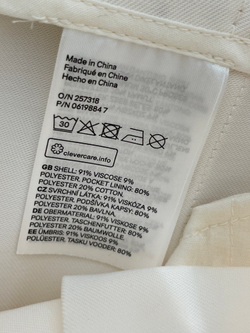 Made in China
Fabriqué en Chine
Hecho en China
O/N 257318
P/N 0619884 7
30
clevercare.info
GB SHELL: 91% VISCOSE 9%
POLYESTER. POCKET LINING: 80%
POLYESTER 20% COTTON.
CZ SVRCHNÍ LÁTKA: 91% VISKÓZA 9%
POLYESTER. PODŠÍVKA KAPSY: 80%
POLYESTER 20% BAVLNA.
DE OBERMATERIAL: 91% VISKOSE 9%
POLYESTER. TASCHENFUTTER: 80%
POLYESTER 20% BAUMWOLLE.
EE ÜMBRIS: 91% VISKOOS 9%
POLÜESTER. TASKU VOODER: 80%